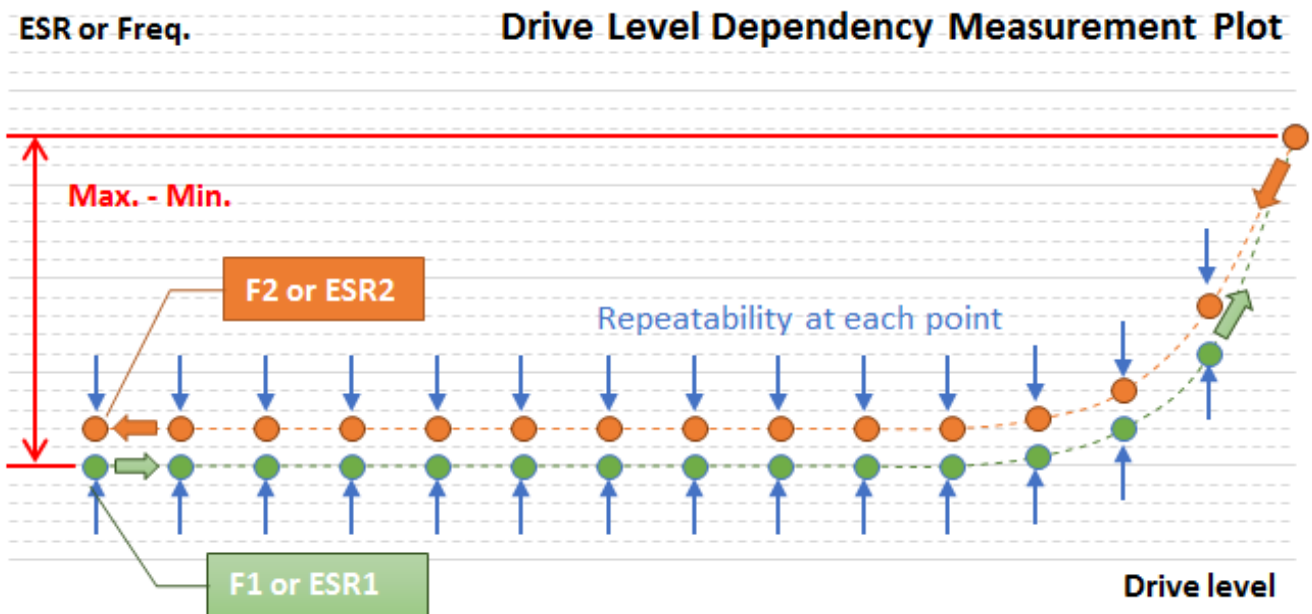 ESR or Freq.
Drive Level Dependency Measurement Plot
Max. - Min.
F2 or ESR2
Repeatability at each point
F1 or ESR1
Drive level